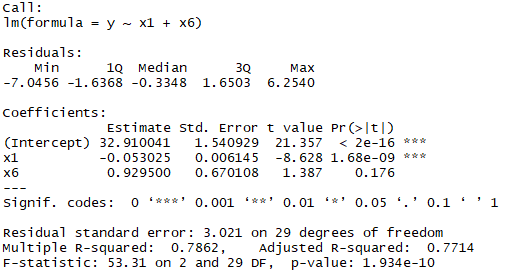 Call:
lm(formula = y ~ x1 + x6)
Residuals:
    Min      1Q  Median      3Q     Max
-7.0456 -1.6368 -0.3348  1.6503  6.2540
Coefficients:
             Estimate Std. Error t value Pr(>|t|)
(Intercept) 32.910041   1.540929  21.357  < 2e-16 ***
x1          -0.053025   0.006145  -8.628 1.68e-09 ***
x6           0.929500   0.670108   1.387    0.176
---
Signif. codes:  0 ‘***’ 0.001 ‘**’ 0.01 ‘*’ 0.05 ‘.’ 0.1 ‘ ’ 1
Residual standard error: 3.021 on 29 degrees of freedom
Multiple R-squared:  0.7862,    Adjusted R-squared:  0.7714
F-statistic: 53.31 on 2 and 29 DF,  p-value: 1.934e-10